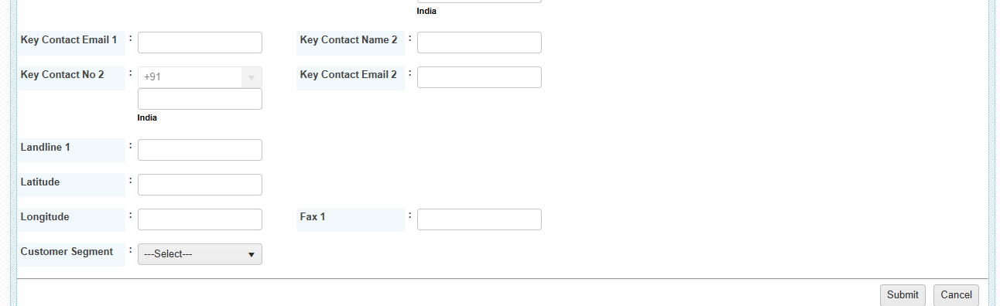 India
Key Contact Email 1 : Key Contact Name 2 :
Key Contact No 2 : +91 Key Contact Email 2 :
India
Landline 1 :
Latitude :
Longitude : Fax 1 :
Customer Segment : ---Select---
Submit Cancel